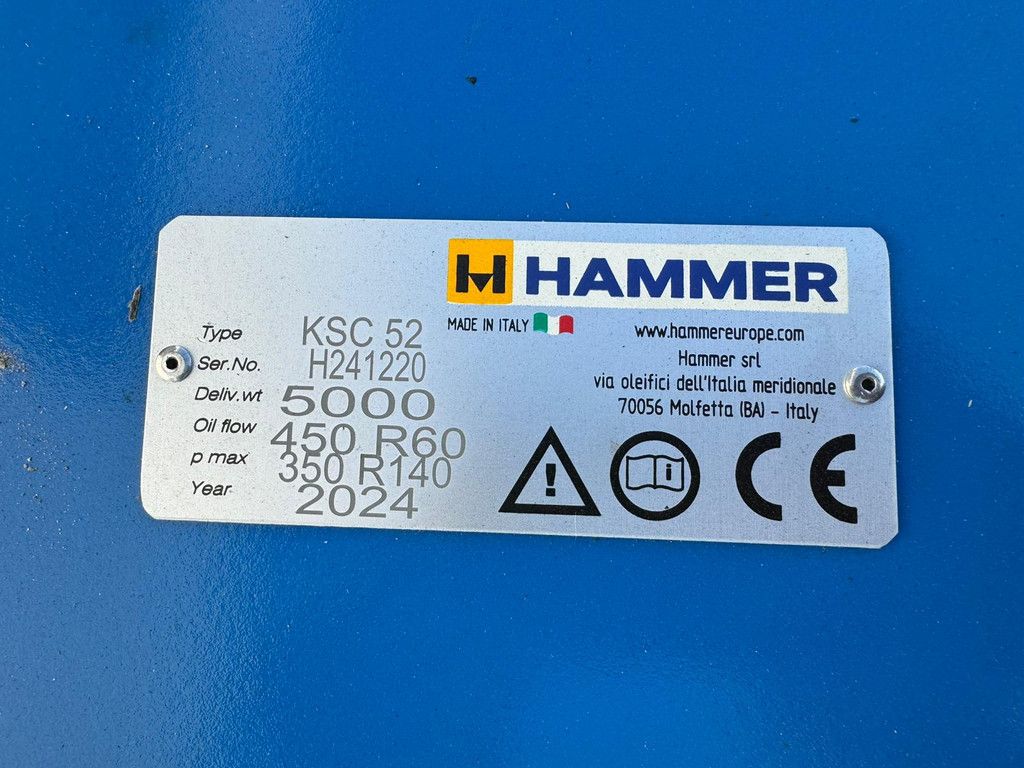 H HAMMER
MADE IN ITALY
www.hammereurope.com
Hammer srl
via oleifici dell'Italia meridionale
70056 Molfetta (BA) - Italy
Type KSC 52
Ser.No. H241220
Deliv.wt 5000
Oil flow 450 R60
p max 350 R140
Year 2024
! i CE